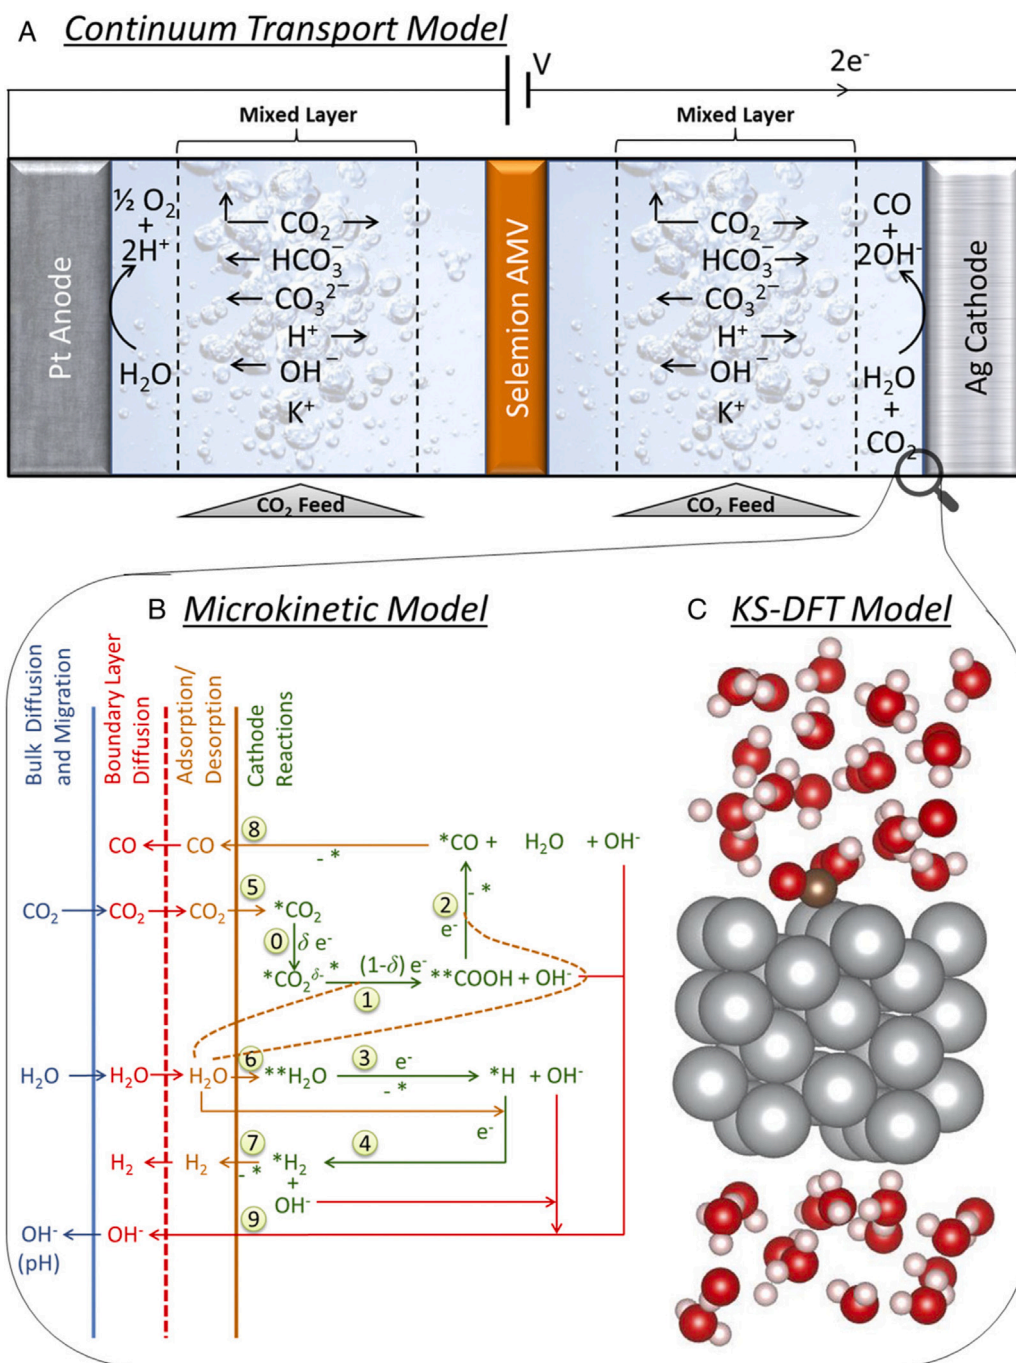 A Continuum Transport Model
V
2e⁻
Mixed Layer
Mixed Layer
Pt Anode
½ O₂
+
2H⁺
H₂O
CO₂
HCO₃⁻
CO₃²⁻
H⁺
OH⁻
K⁺
Selemion AMV
CO₂
HCO₃⁻
CO₃²⁻
H⁺
OH⁻
K⁺
CO
+
2OH⁻
H₂O
+
CO₂
Ag Cathode
CO₂ Feed
CO₂ Feed
B Microkinetic Model
Bulk Diffusion
and Migration
Boundary Layer
Diffusion
Adsorption/
Desorption
Cathode
Reactions
CO
CO
8
- *
*CO + H₂O + OH⁻
CO₂
CO₂
CO₂
5
*CO₂
- *
2
e⁻
0
δ e⁻
*CO₂^δ⁻ *
(1-δ) e⁻
1
**COOH + OH⁻
H₂O
H₂O
H₂O
6
**H₂O
3
e⁻
- *
*H + OH⁻
e⁻
H₂
H₂
7
- *
*H₂
+
OH⁻
4
9
OH⁻
(pH)
OH⁻
C KS-DFT Model